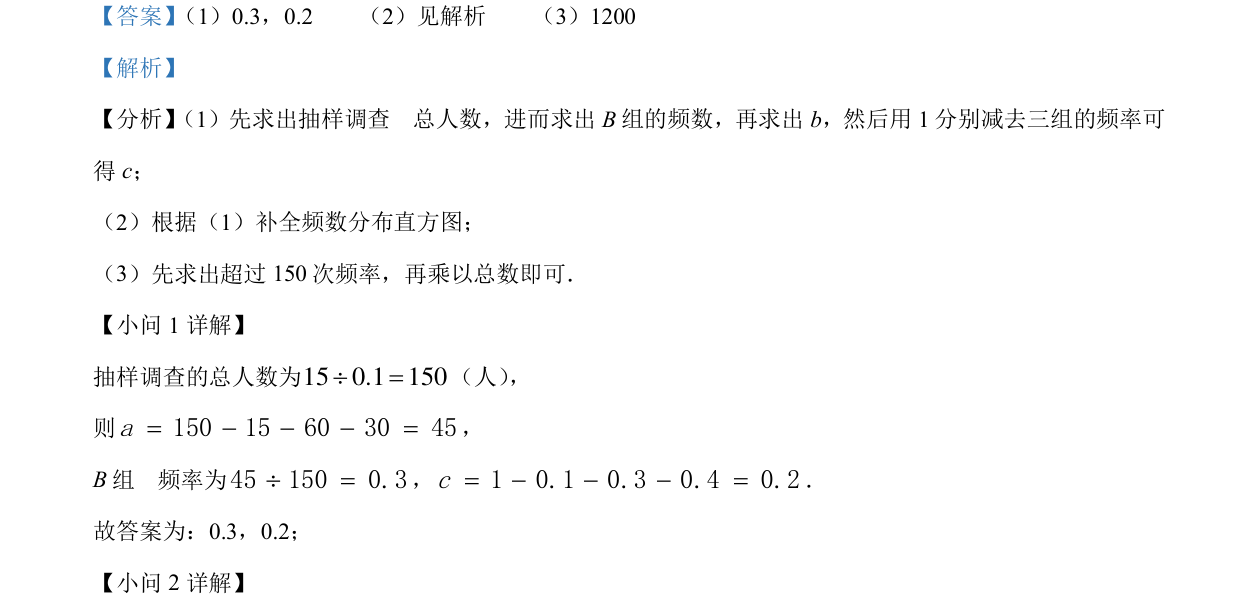 【答案】（1）0.3，0.2 （2）见解析 （3）1200
【解析】
【分析】（1）先求出抽样调查 总人数，进而求出 B 组的频数，再求出 b，然后用 1 分别减去三组的频率可
得 c；
（2）根据（1）补全频数分布直方图；
（3）先求出超过 150 次频率，再乘以总数即可．
【小问 1 详解】
抽样调查的总人数为15÷0.1=150（人），
则 a = 150 − 15 − 60 − 30 = 45，
B 组 频率为 45 ÷ 150 = 0.3，c = 1 − 0.1 − 0.3 − 0.4 = 0.2．
故答案为：0.3，0.2；
【小问 2 详解】